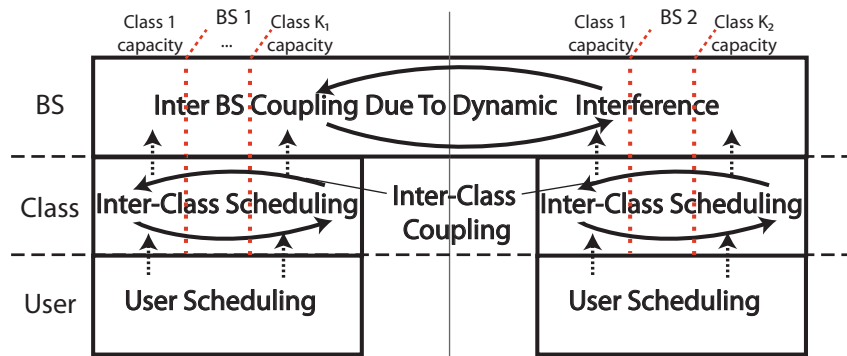 Class 1 capacity
BS 1
...
Class K₁ capacity
Class 1 capacity
BS 2
Class K₂ capacity
BS
Inter BS Coupling Due To Dynamic Interference
Class
Inter-Class Scheduling
Inter-Class
Coupling
Inter-Class Scheduling
User
User Scheduling
User Scheduling